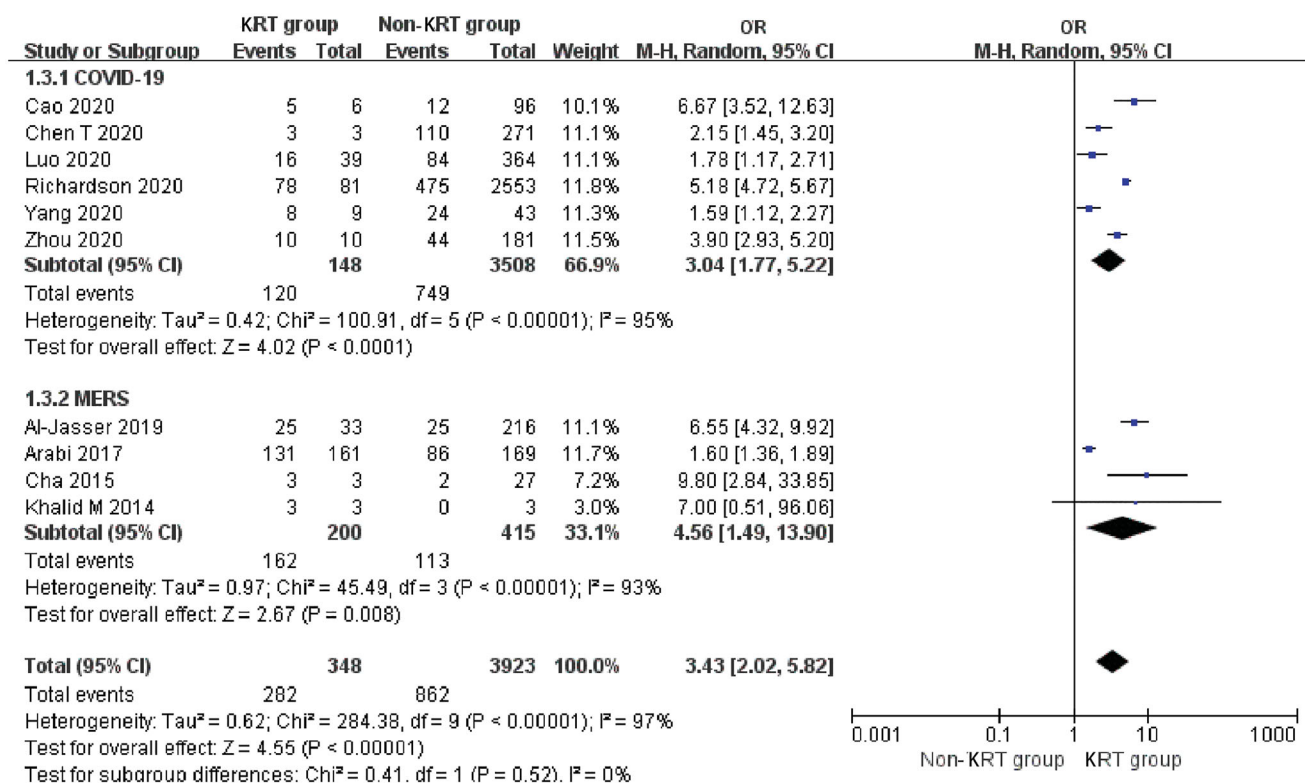 KRT group Non-KRT group OR OR
Study or Subgroup Events Total Events Total Weight M-H, Random, 95% CI M-H, Random, 95% CI
1.3.1 COVID-19
Cao 2020 5 6 12 96 10.1% 6.67 [3.52, 12.63]
Chen T 2020 3 3 110 271 11.1% 2.15 [1.45, 3.20]
Luo 2020 16 39 84 364 11.1% 1.78 [1.17, 2.71]
Richardson 2020 78 81 475 2553 11.8% 5.18 [4.72, 5.67]
Yang 2020 8 9 24 43 11.3% 1.59 [1.12, 2.27]
Zhou 2020 10 10 44 181 11.5% 3.90 [2.93, 5.20]
Subtotal (95% CI) 148 3508 66.9% 3.04 [1.77, 5.22]
Total events 120 749
Heterogeneity: Tau² = 0.42; Chi² = 100.91, df = 5 (P < 0.00001); I² = 95%
Test for overall effect: Z = 4.02 (P < 0.0001)
1.3.2 MERS
Al-Jasser 2019 25 33 25 216 11.1% 6.55 [4.32, 9.92]
Arabi 2017 131 161 86 169 11.7% 1.60 [1.36, 1.89]
Cha 2015 3 3 2 27 7.2% 9.80 [2.84, 33.85]
Khalid M 2014 3 3 0 3 3.0% 7.00 [0.51, 96.06]
Subtotal (95% CI) 200 415 33.1% 4.56 [1.49, 13.90]
Total events 162 113
Heterogeneity: Tau² = 0.97; Chi² = 45.49, df = 3 (P < 0.00001); I² = 93%
Test for overall effect: Z = 2.67 (P = 0.008)
Total (95% CI) 348 3923 100.0% 3.43 [2.02, 5.82]
Total events 282 862
Heterogeneity: Tau² = 0.62; Chi² = 284.38, df = 9 (P < 0.00001); I² = 97%
Test for overall effect: Z = 4.55 (P < 0.00001)
Test for subgroup differences: Chi² = 0.41, df = 1 (P = 0.52), I² = 0%
0.001 0.1 1 10 1000
Non-KRT group KRT group